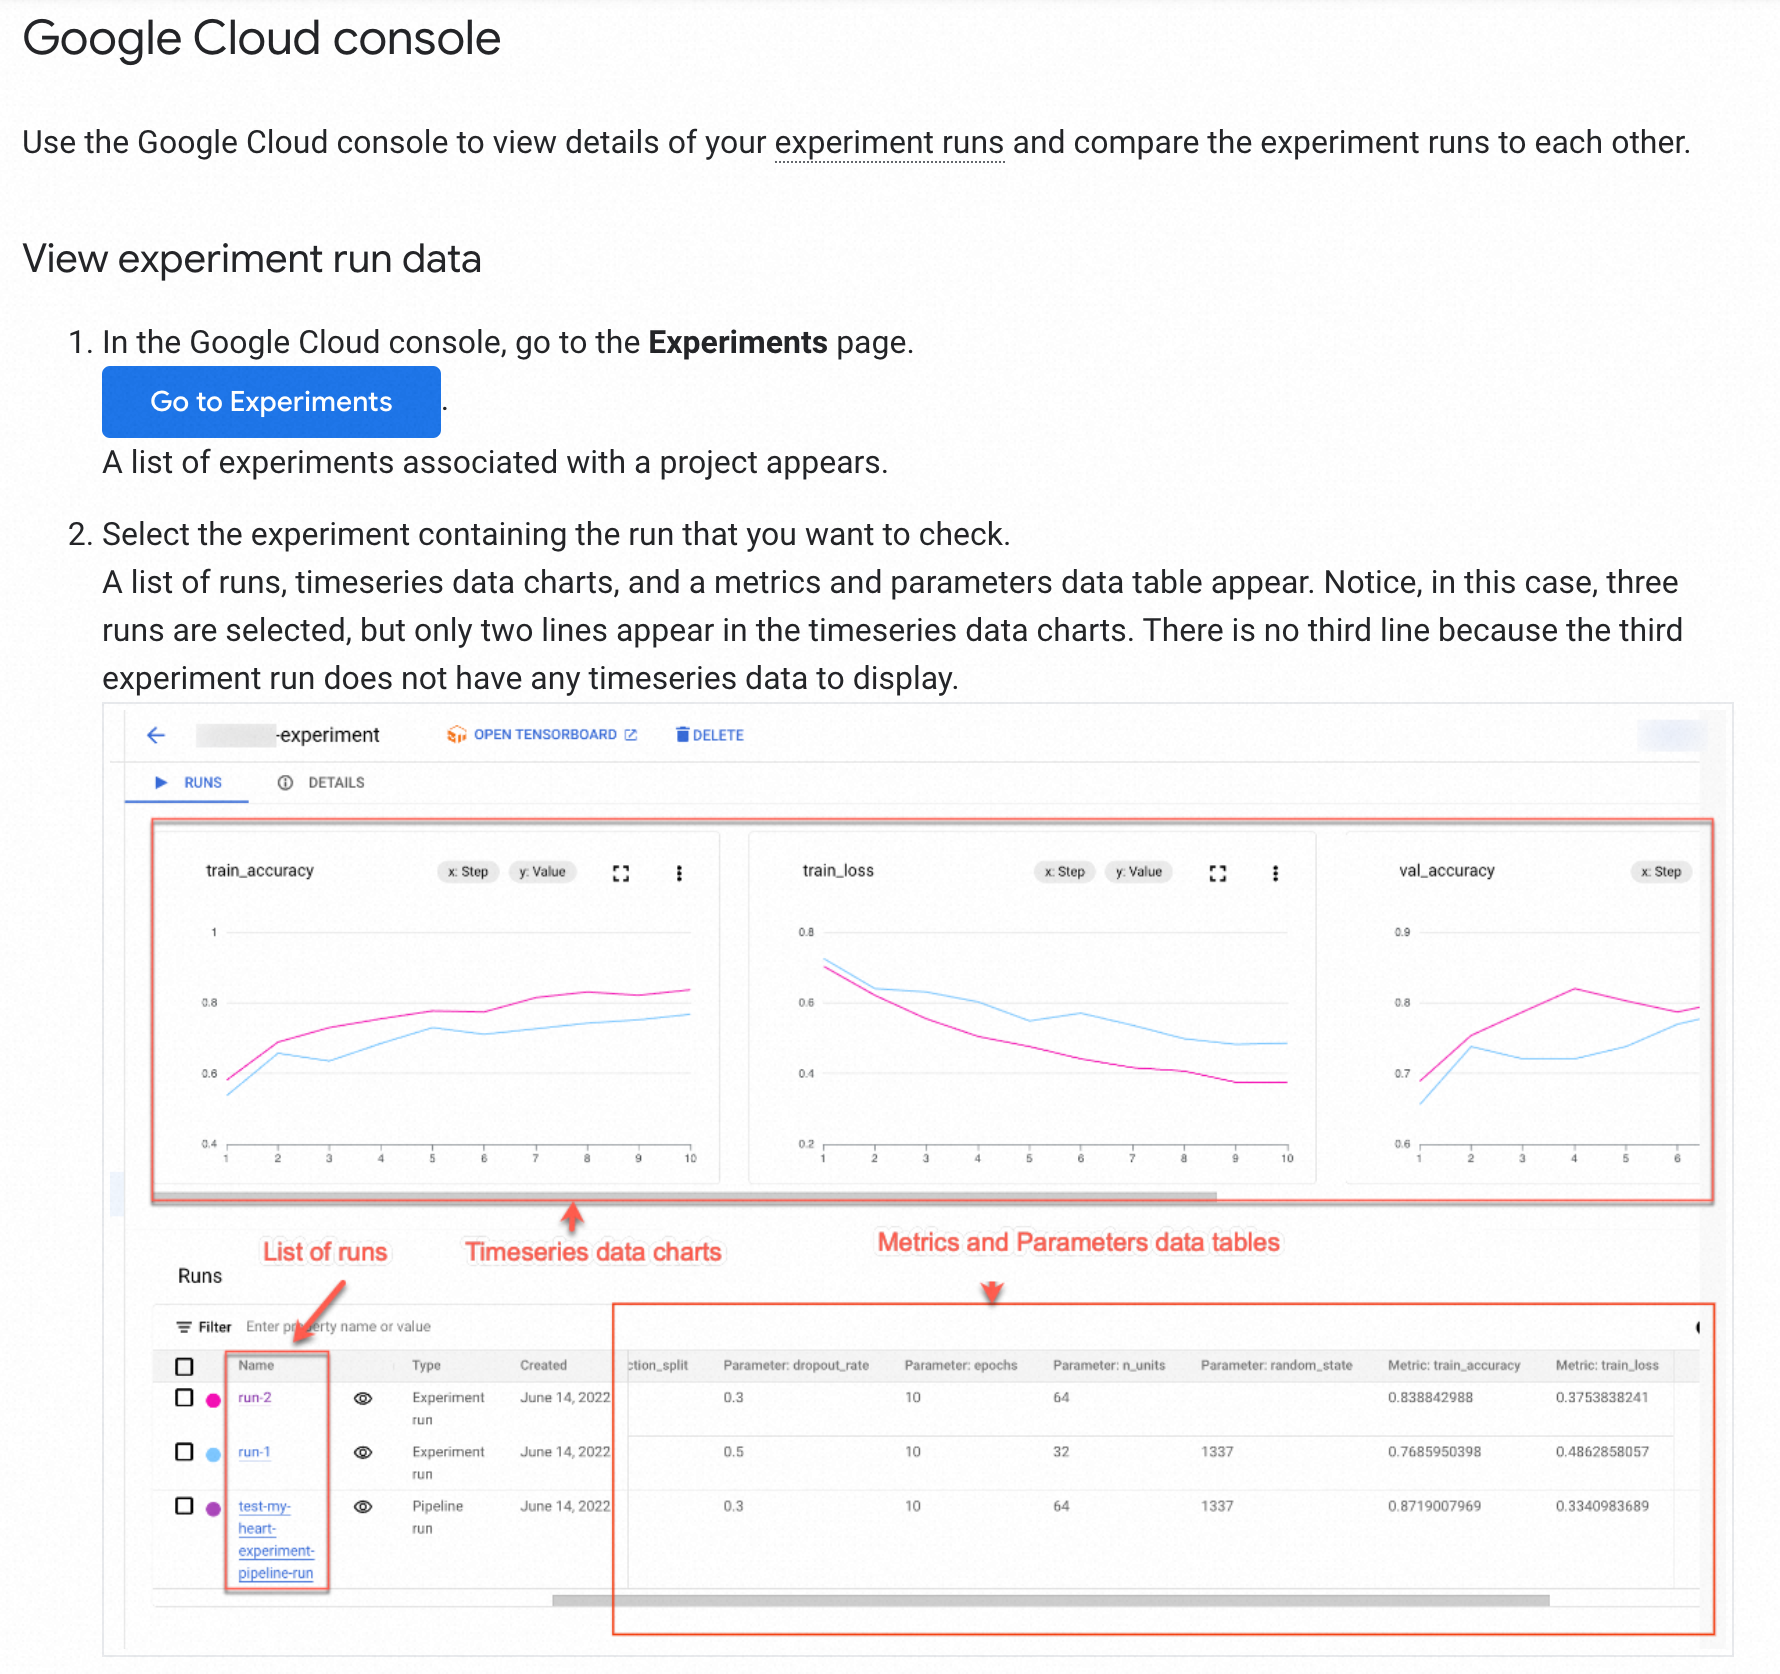 Google Cloud console
Use the Google Cloud console to view details of your experiment runs and compare the experiment runs to each other.
View experiment run data
1. In the Google Cloud console, go to the Experiments page.
Go to Experiments.
A list of experiments associated with a project appears.
2. Select the experiment containing the run that you want to check.
A list of runs, timeseries data charts, and a metrics and parameters data table appear. Notice, in this case, three
runs are selected, but only two lines appear in the timeseries data charts. There is no third line because the third
experiment run does not have any timeseries data to display.
-experiment OPEN TENSORBOARD DELETE
RUNS DETAILS
train_accuracy x: Step y: Value
1
0.8
0.6
0.4
1 2 3 4 5 6 7 8 9 10
train_loss x: Step y: Value
0.8
0.6
0.4
0.2
1 2 3 4 5 6 7 8 9 10
val_accuracy x: Step
0.9
0.8
0.7
0.6
1 2 3 4 5 6
List of runs
Timeseries data charts
Metrics and Parameters data tables
Runs
Filter Enter property name or value
Name Type Created ction_split Parameter: dropout_rate Parameter: epochs Parameter: n_units Parameter: random_state Metric: train_accuracy Metric: train_loss
run-2 Experiment run June 14, 2022 0.3 10 64 0.838842988 0.3753838241
run-1 Experiment run June 14, 2022 0.5 10 32 1337 0.7685950398 0.4862858057
test-my- Pipeline run June 14, 2022 0.3 10 64 1337 0.8719007969 0.3340983689
heart-
experiment-
pipeline-run